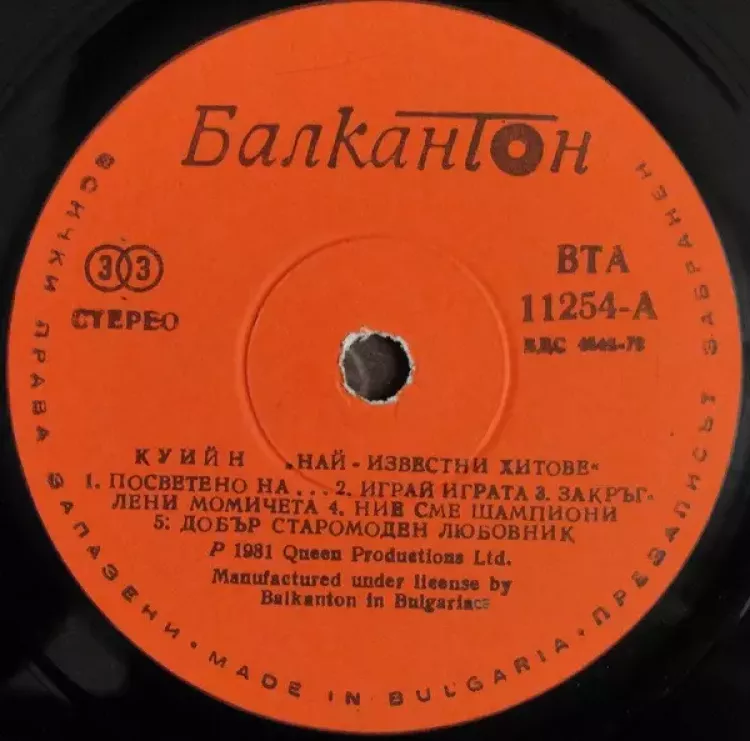 Балкантон
33
СТЕРЕО
ВТА
11254-А
КУИЙН „НАЙ-ИЗВЕСТНИ ХИТОВЕ“
1. ПОСВЕТЕНО НА... 2. ИГРАЙ ИГРАТА 3. ЗАКРЪГ-
ЛЕНИ МОМИЧЕТА 4. НИЕ СМЕ ШАМПИОНИ
5: ДОБЪР СТАРОМОДЕН ЛЮБОВНИК
P 1981 Queen Productions Ltd.
Manufactured under license by
Balkanton in Bulgaria
ВСИЧКИ ПРАВА ЗАПАЗЕНИ · MADE IN BULGARIA · ПРЕЗАПИСЪТ ЗАБРАНЕН